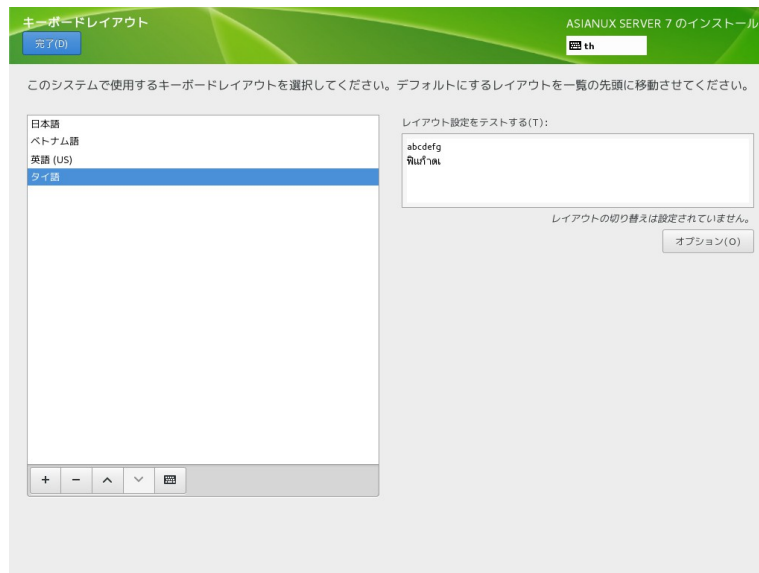 キーボードレイアウト
ASIANUX SERVER 7 のインストール
完了(D)
th
このシステムで使用するキーボードレイアウトを選択してください。デフォルトにするレイアウトを一覧の先頭に移動させてください。
日本語
ベトナム語
英語 (US)
タイ語
レイアウト設定をテストする(T):
abcdefg
ฟิแกำดเ
レイアウトの切り替えは設定されていません。
オプション(O)